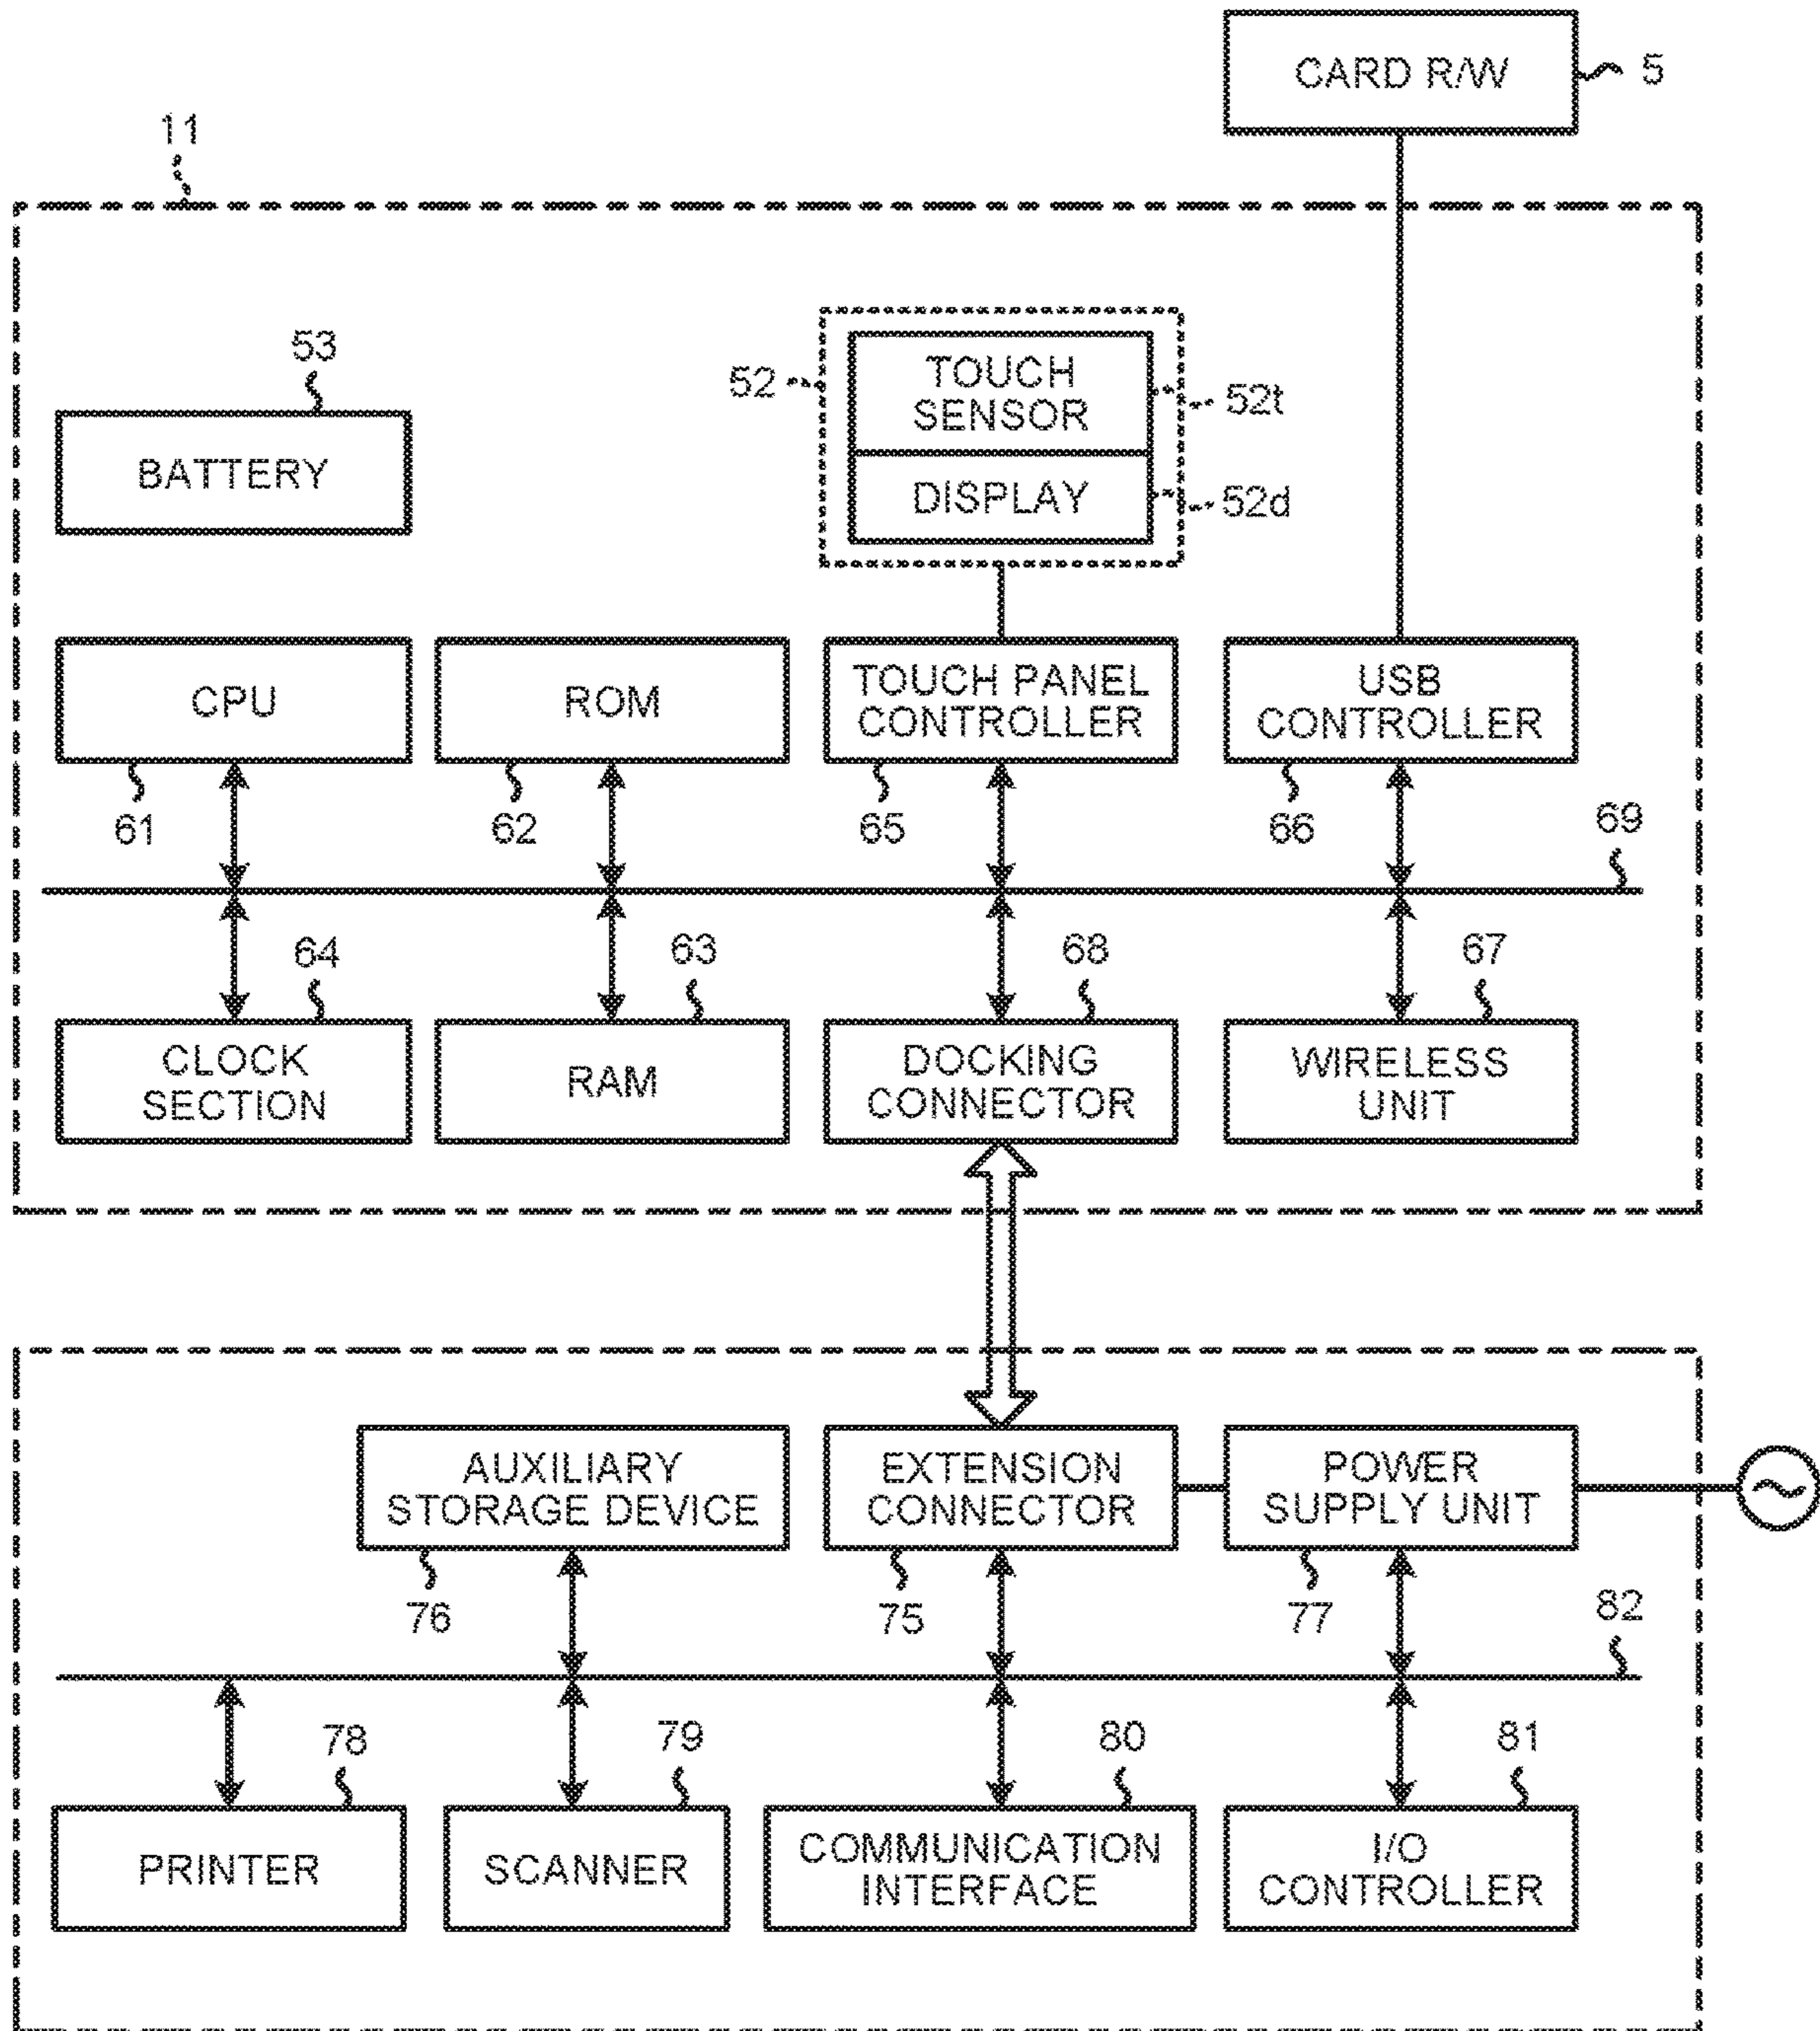 CARD R/W
5
11
53
BATTERY
52
TOUCH
SENSOR
52t
DISPLAY
52d
CPU
ROM
TOUCH PANEL
CONTROLLER
USB
CONTROLLER
61
62
65
66
69
64
63
68
67
CLOCK
SECTION
RAM
DOCKING
CONNECTOR
WIRELESS
UNIT
AUXILIARY
STORAGE DEVICE
EXTENSION
CONNECTOR
POWER
SUPPLY UNIT
76
75
77
82
78
79
80
81
PRINTER
SCANNER
COMMUNICATION
INTERFACE
I/O
CONTROLLER